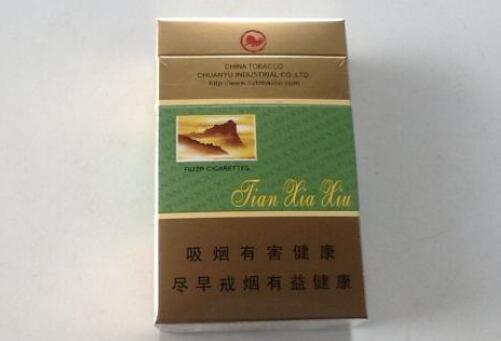 CHINA TOBACCO
CHUANYU INDUSTRIAL CO.,LTD.
FILTER CIGARETTES
Tian Xia Xiu
吸烟有害健康
尽早戒烟有益健康